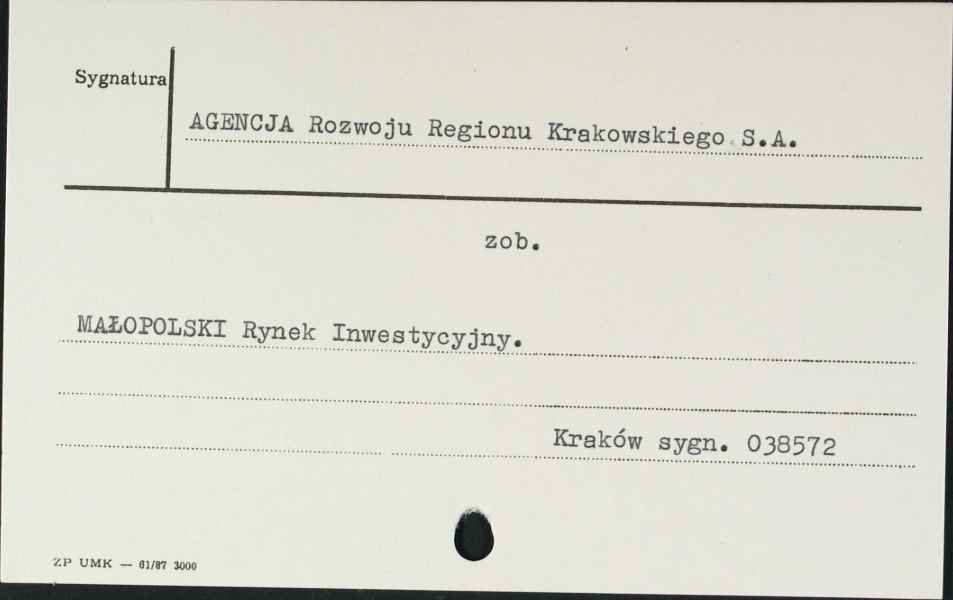 Sygnatura
AGENCJA Rozwoju Regionu Krakowskiego S.A.
zob.
MAŁOPOLSKI Rynek Inwestycyjny.
Kraków sygn. 038572
ZP UMK — 61/87 3000